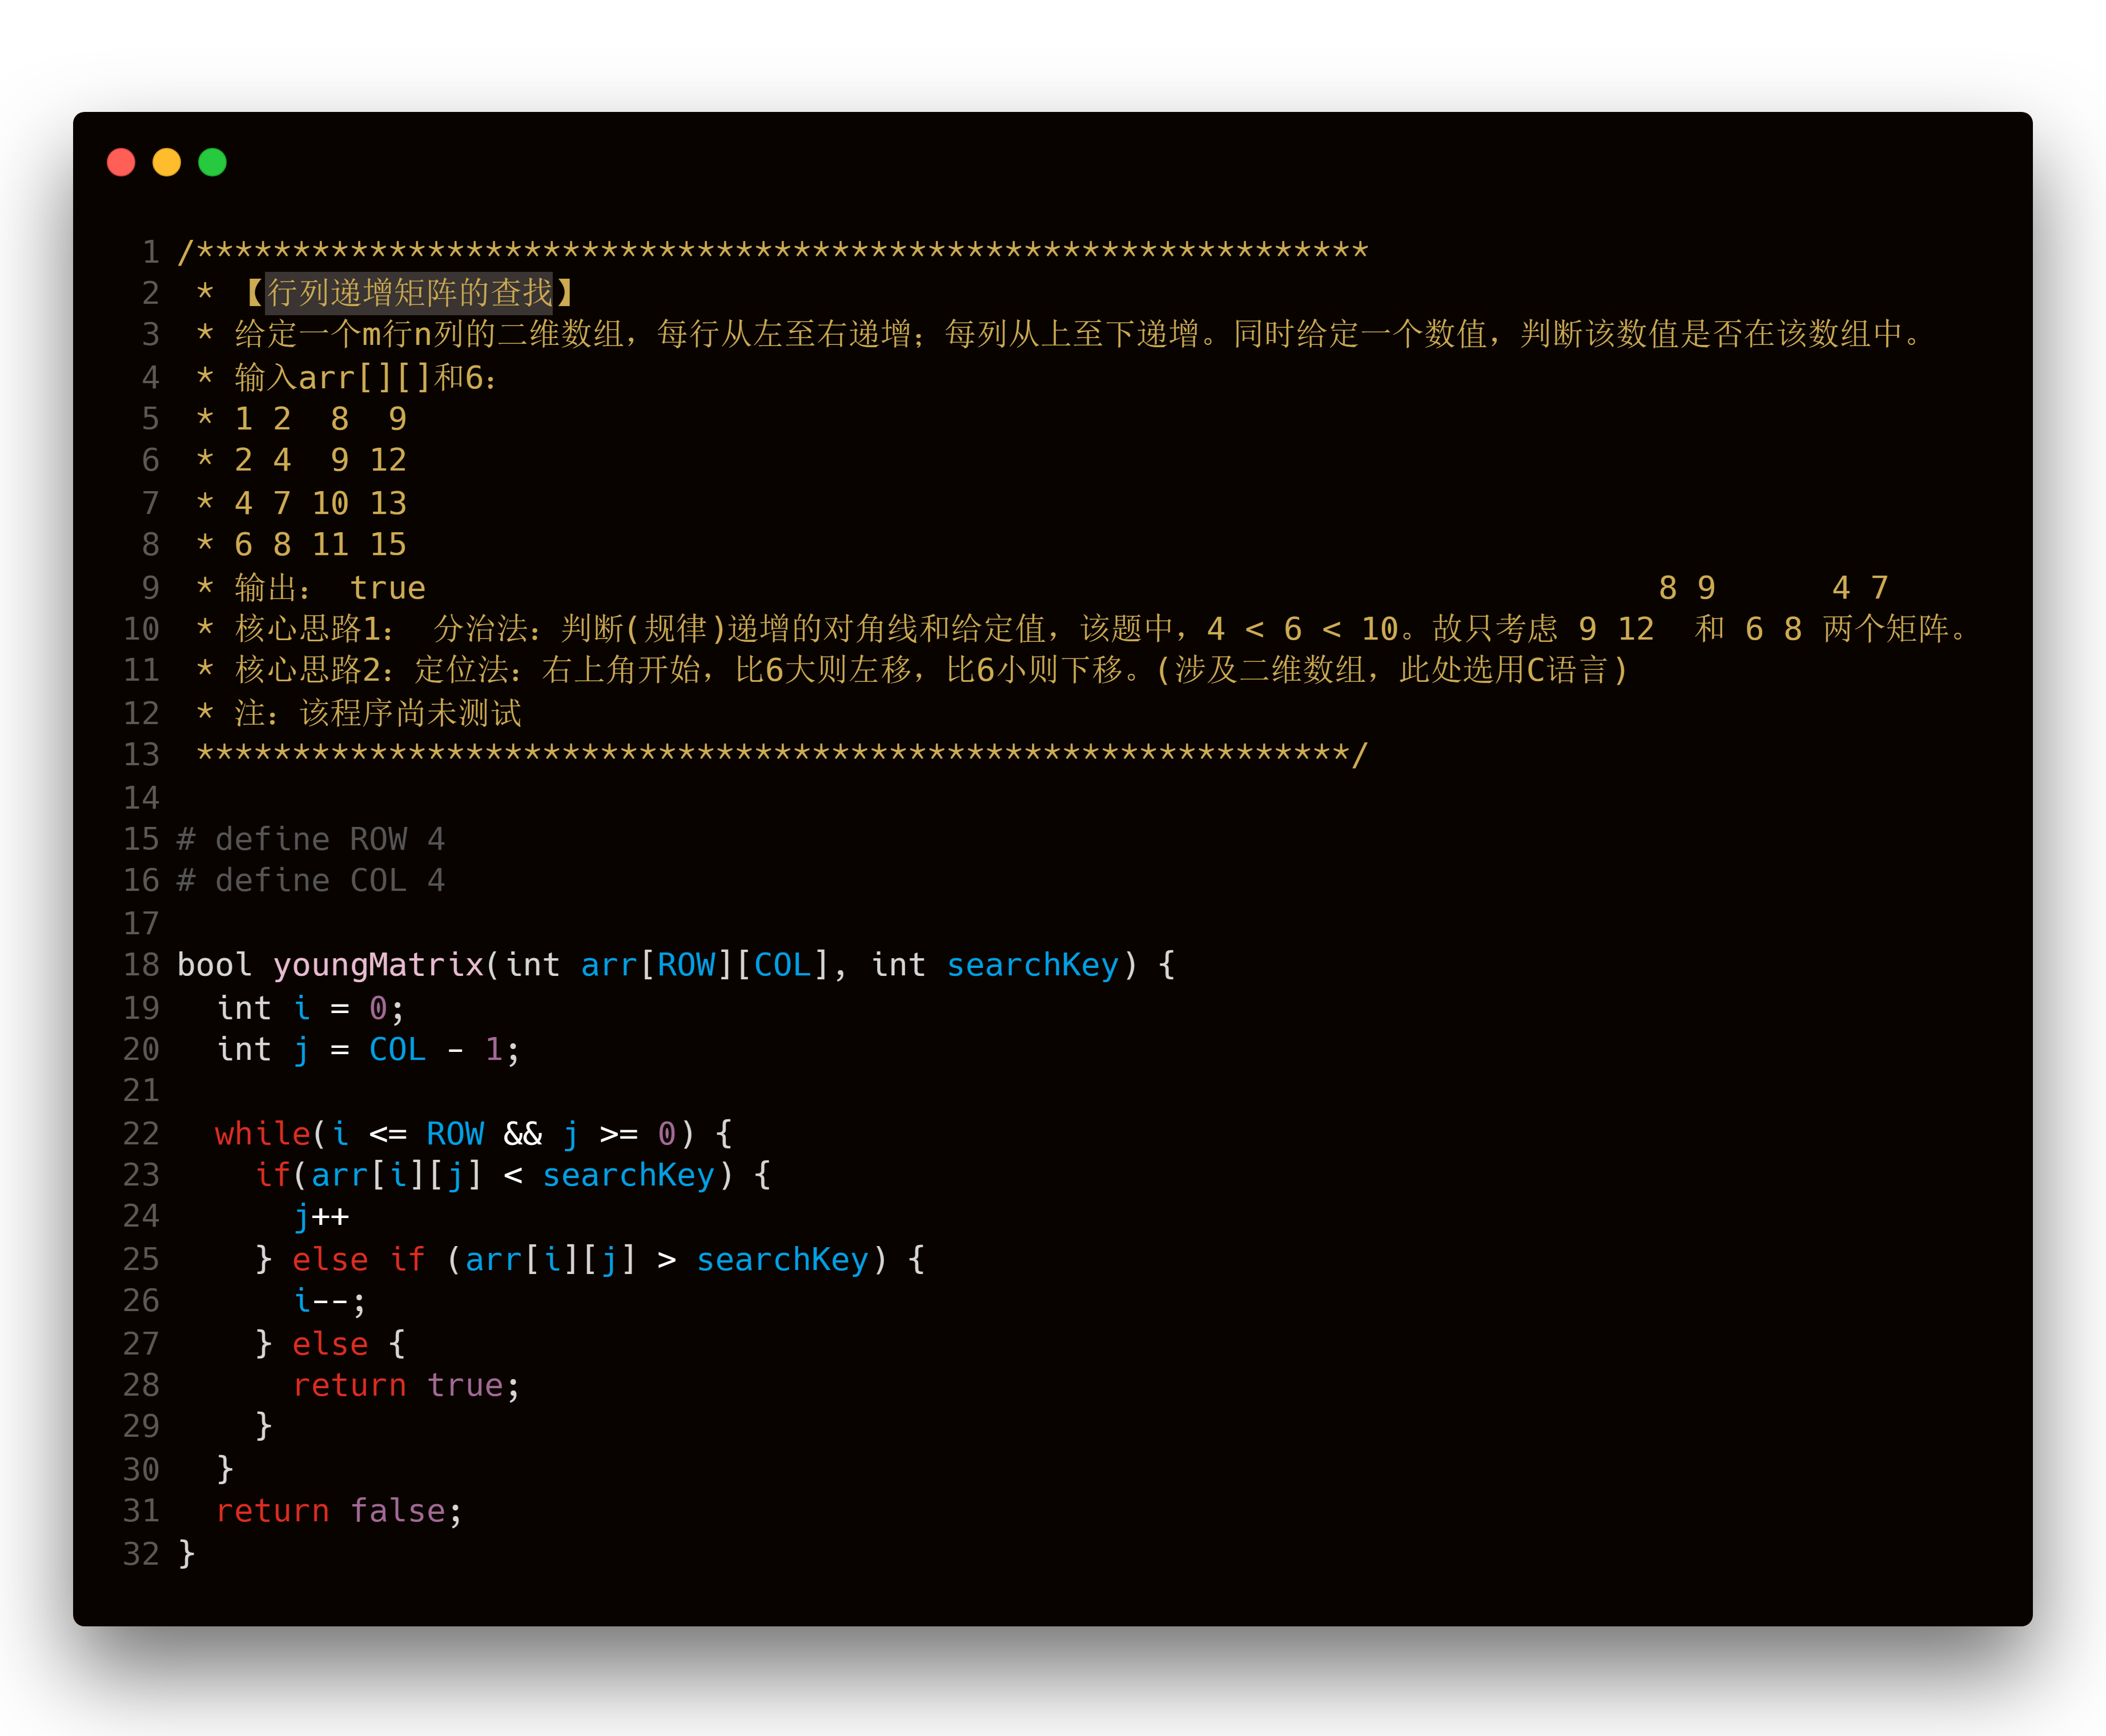 1 /*************************************************************
2  * 【行列递增矩阵的查找】
3  * 给定一个m行n列的二维数组，每行从左至右递增；每列从上至下递增。同时给定一个数值，判断该数值是否在该数组中。
4  * 输入arr[][]和6：
5  * 1 2  8  9
6  * 2 4  9 12
7  * 4 7 10 13
8  * 6 8 11 15
9  * 输出： true                                                                8 9      4 7
10  * 核心思路1： 分治法：判断(规律)递增的对角线和给定值，该题中，4 < 6 < 10。故只考虑 9 12  和 6 8 两个矩阵。
11  * 核心思路2：定位法：右上角开始，比6大则左移，比6小则下移。(涉及二维数组，此处选用C语言)
12  * 注：该程序尚未测试
13  ************************************************************/
14
15 # define ROW 4
16 # define COL 4
17
18 bool youngMatrix(int arr[ROW][COL], int searchKey) {
19   int i = 0;
20   int j = COL - 1;
21
22   while(i <= ROW && j >= 0) {
23     if(arr[i][j] < searchKey) {
24       j++
25     } else if (arr[i][j] > searchKey) {
26       i--;
27     } else {
28       return true;
29     }
30   }
31   return false;
32 }